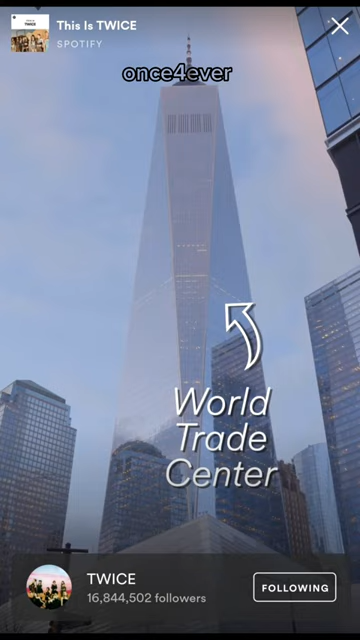 This Is TWICE
SPOTIFY
once4ever
World
Trade
Center
TWICE
16,844,502 followers
FOLLOWING